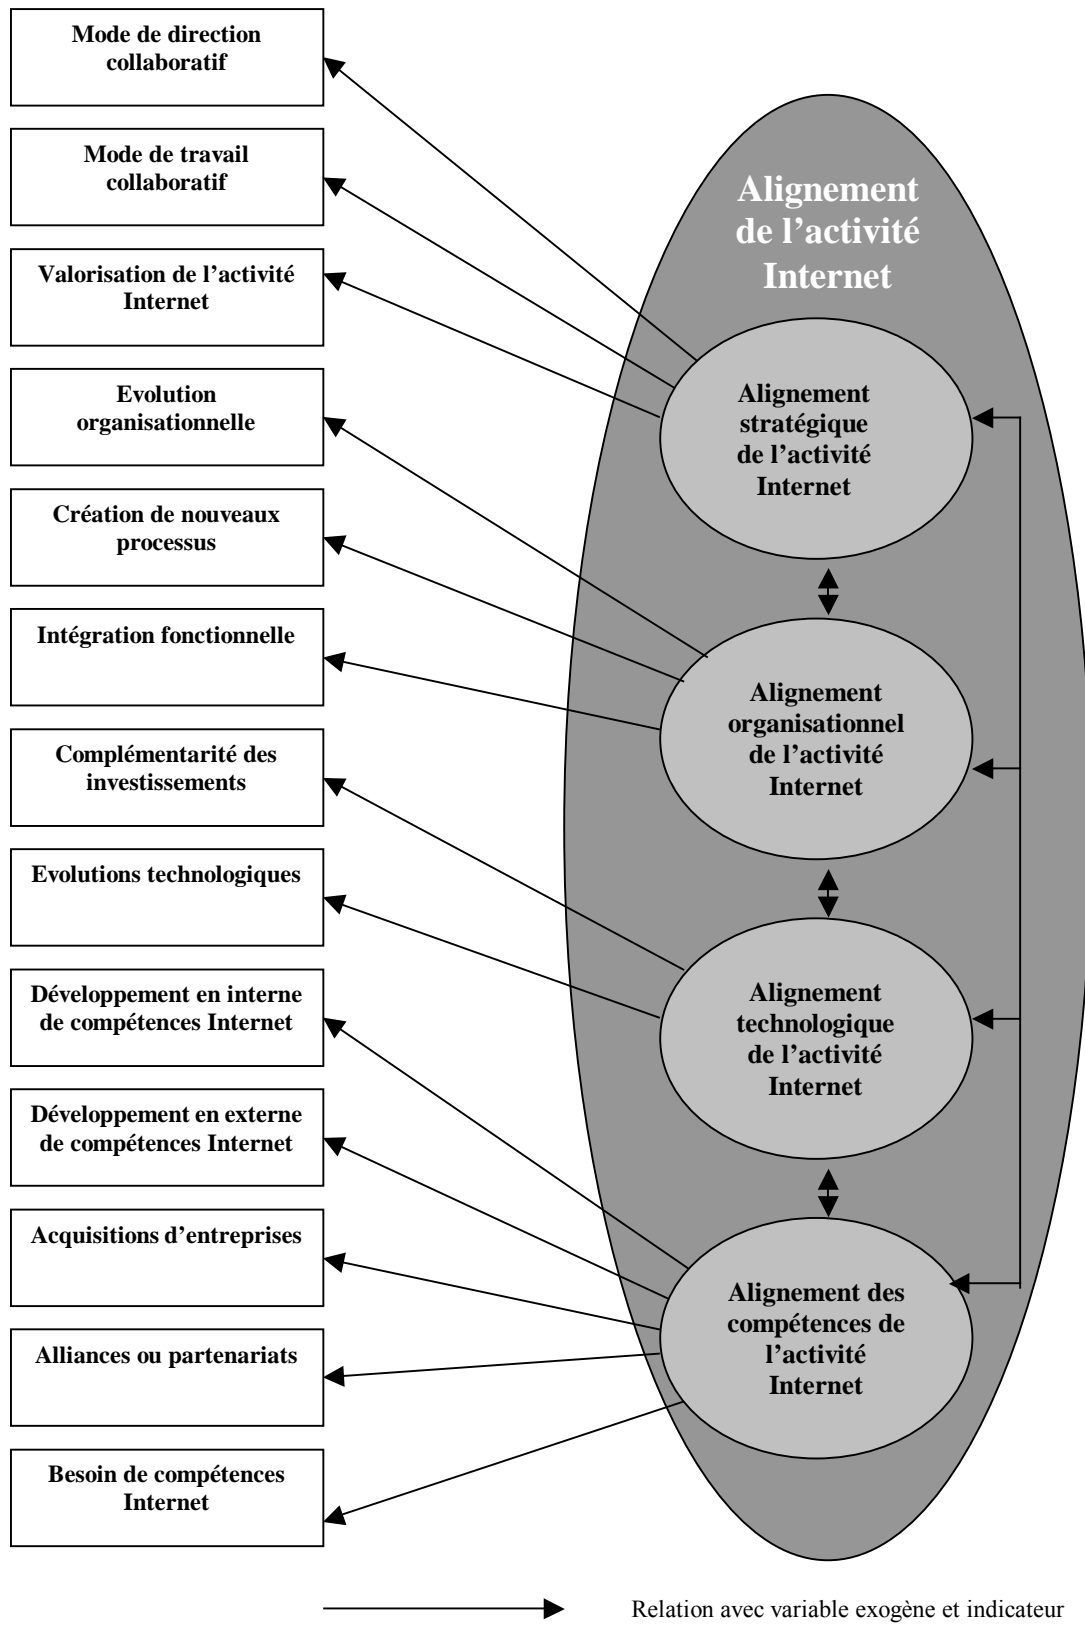 Mode de direction
collaboratif
Mode de travail
collaboratif
Valorisation de l’activité
Internet
Evolution
organisationnelle
Création de nouveaux
processus
Intégration fonctionnelle
Complémentarité des
investissements
Evolutions technologiques
Développement en interne
de compétences Internet
Développement en externe
de compétences Internet
Acquisitions d’entreprises
Alliances ou partenariats
Besoin de compétences
Internet
Alignement
de l’activité
Internet
Alignement
stratégique
de l’activité
Internet
Alignement
organisationnel
de l’activité
Internet
Alignement
technologique
de l’activité
Internet
Alignement des
compétences de
l’activité
Internet
Relation avec variable exogène et indicateur